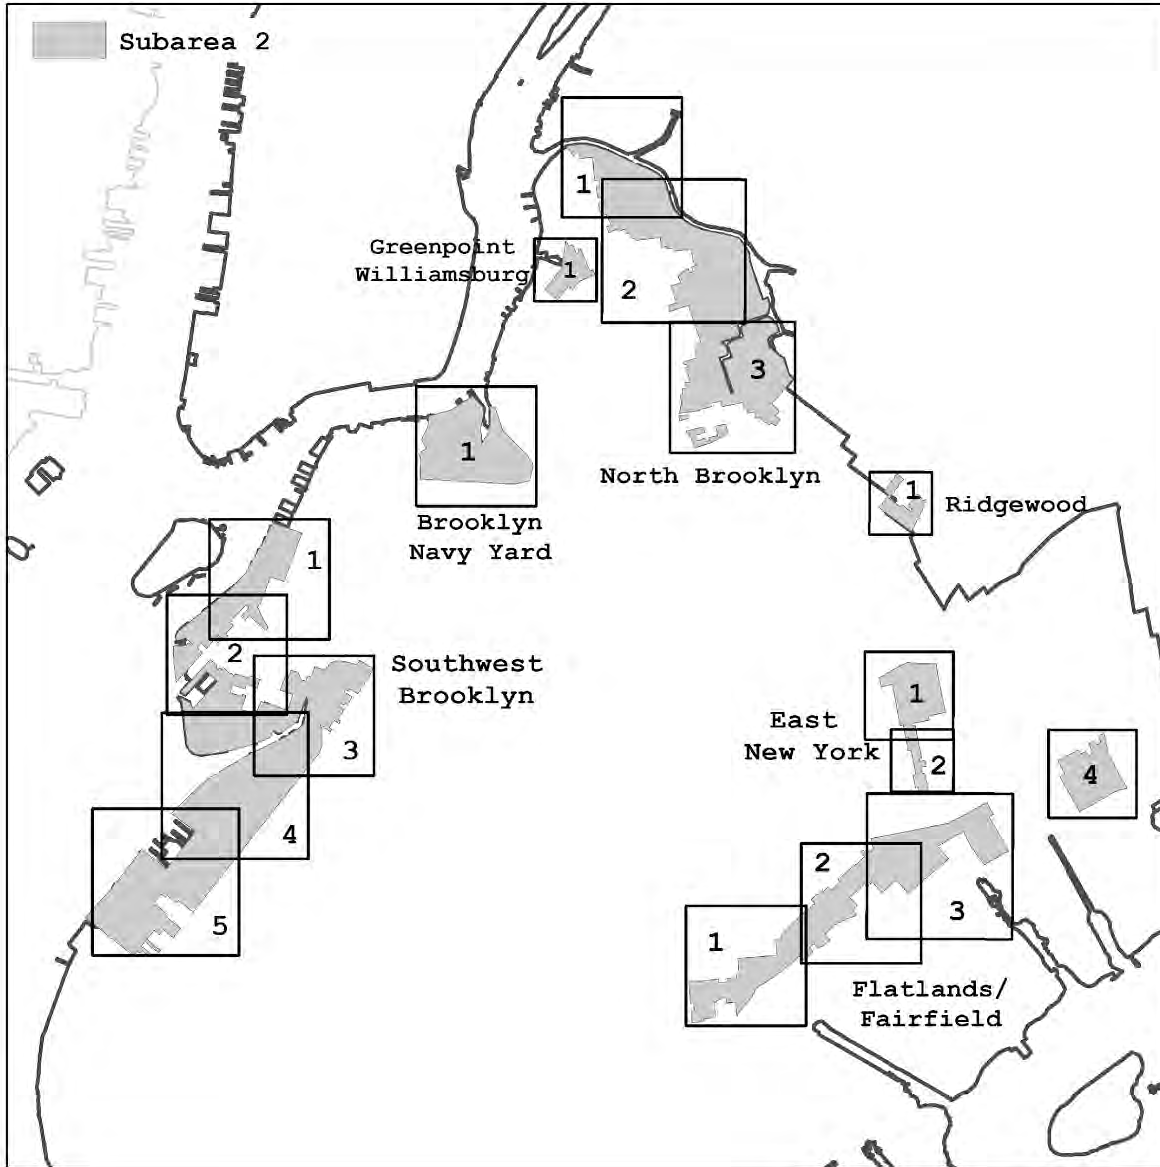 Subarea 2
1
Greenpoint
Williamsburg
1
2
3
1
North Brooklyn
1
Ridgewood
Brooklyn
Navy Yard
1
2
Southwest
Brooklyn
1
East
New York
3
2
4
4
2
5
3
1
Flatlands/
Fairfield